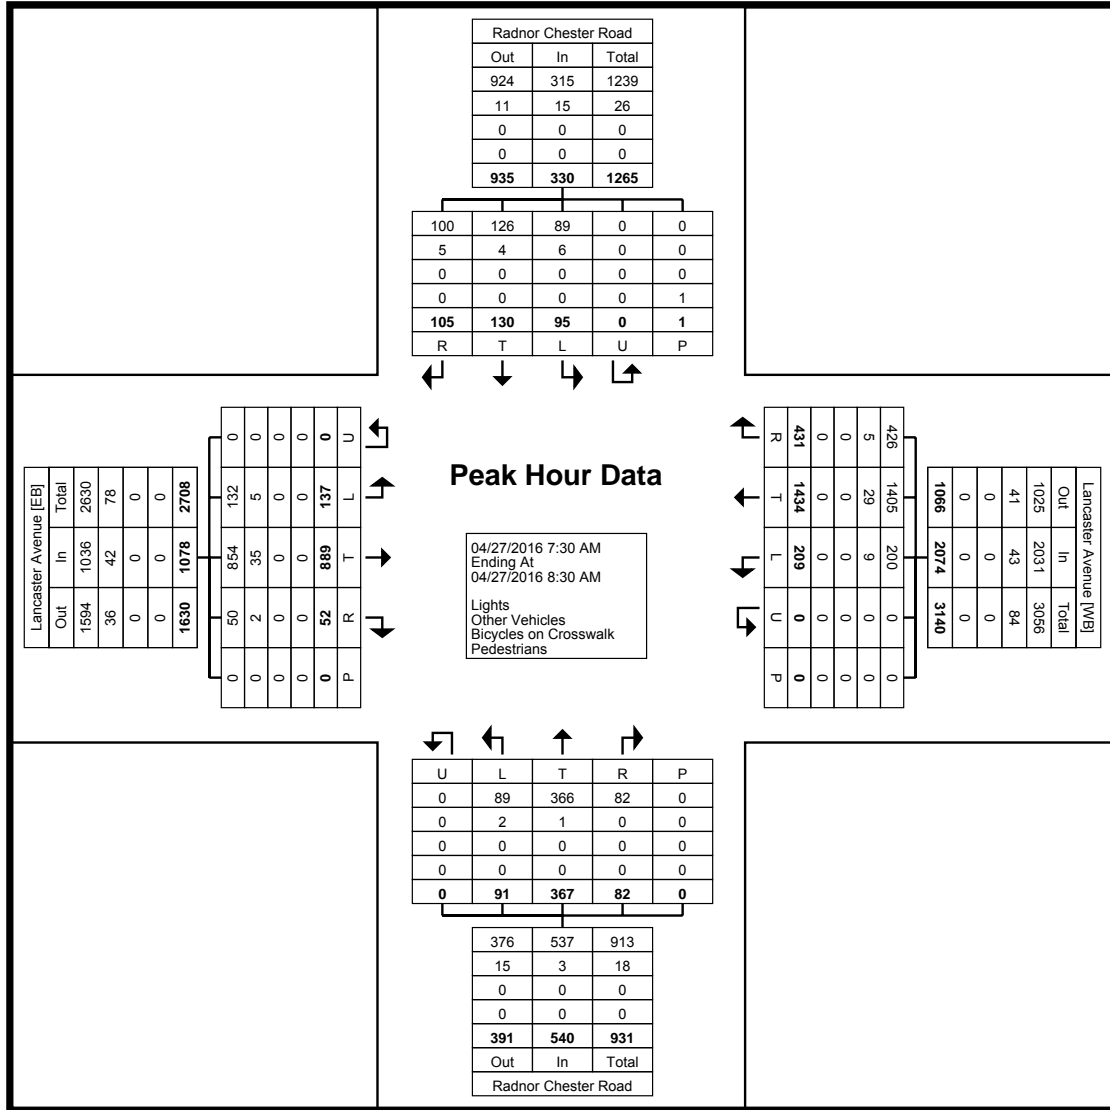 Radnor Chester Road
Out In Total
924 315 1239
11 15 26
0 0 0
0 0 0
935 330 1265
100 126 89 0 0
5 4 6 0 0
0 0 0 0 0
0 0 0 0 1
105 130 95 0 1
R T L U P
Lancaster Avenue [EB]
Total In Out
2630 1036 1594
78 42 36
0 0 0
0 0 0
2708 1078 1630
0 132 854 50 0
0 5 35 2 0
0 0 0 0 0
0 0 0 0 0
0 137 889 52 0
U L T R P
Peak Hour Data
04/27/2016 7:30 AM
Ending At
04/27/2016 8:30 AM
Lights
Other Vehicles
Bicycles on Crosswalk
Pedestrians
Lancaster Avenue [WB]
Out In Total
1025 2031 3056
41 43 84
0 0 0
0 0 0
1066 2074 3140
426 1405 200 0 0
5 29 9 0 0
0 0 0 0 0
0 0 0 0 0
431 1434 209 0 0
R T L U P
U L T R P
0 89 366 82 0
0 2 1 0 0
0 0 0 0 0
0 0 0 0 0
0 91 367 82 0
376 537 913
15 3 18
0 0 0
0 0 0
391 540 931
Out In Total
Radnor Chester Road